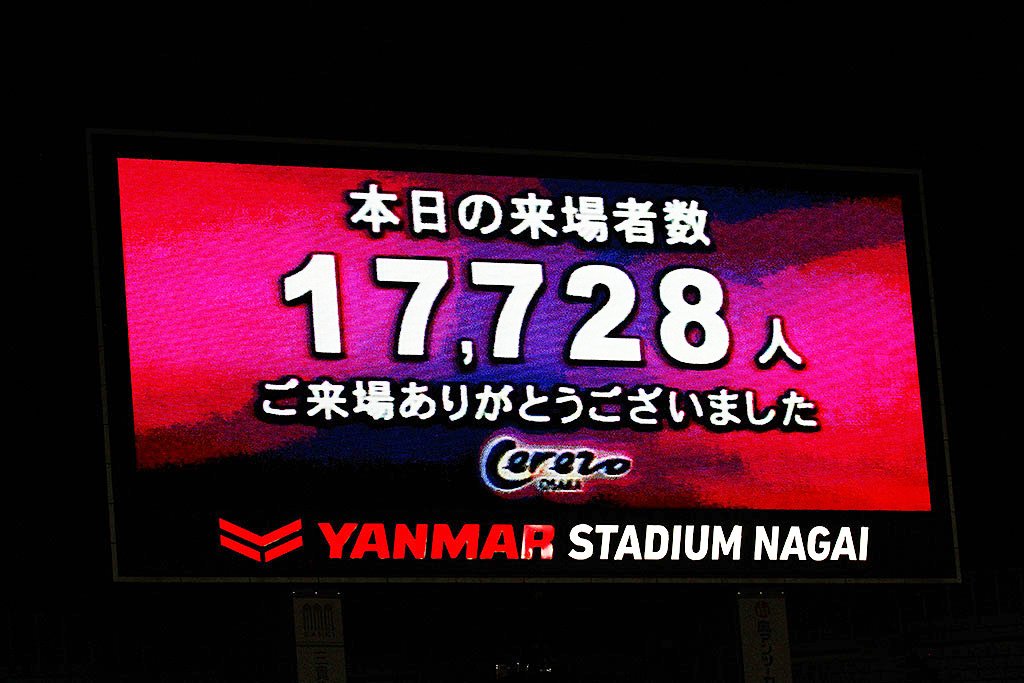 本日の来場者数
17,728人
ご来場ありがとうございました
Cerezo
OSAKA
YANMAR STADIUM NAGAI